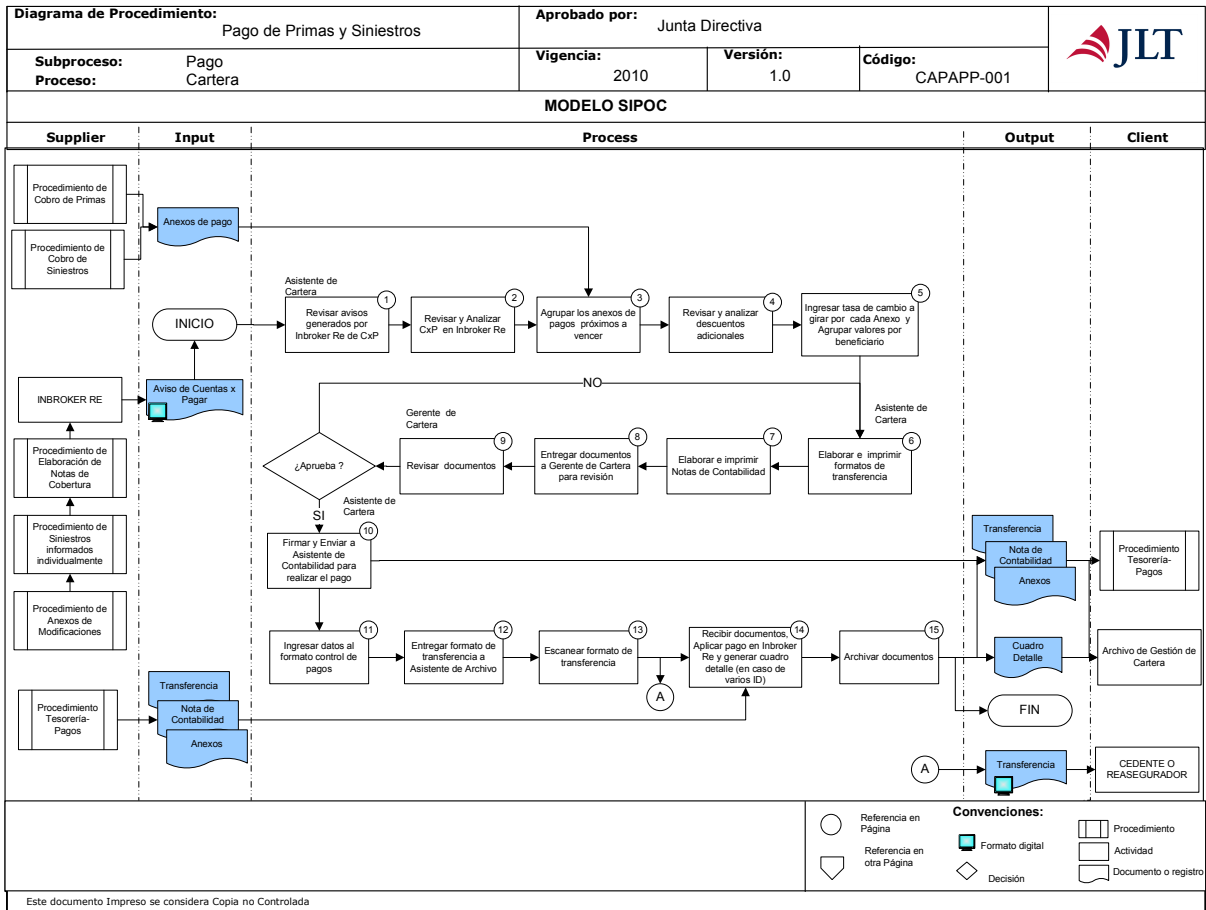 Diagrama de Procedimiento:
Pago de Primas y Siniestros
Aprobado por:
Junta Directiva
JLT
Subproceso: Pago
Proceso: Cartera
Vigencia:
2010
Versión:
1.0
Código:
CAPAPP-001
MODELO SIPOC
Supplier
Input
Process
Output
Client
Procedimiento de
Cobro de Primas
Anexos de pago
Procedimiento de
Cobro de
Siniestros
INICIO
Asistente de
Cartera
1
Revisar avisos
generados por
Inbroker Re de CxP
2
Revisar y Analizar
CxP en Inbroker Re
3
Agrupar los anexos de
pagos próximos a
vencer
4
Revisar y analizar
descuentos
adicionales
5
Ingresar tasa de cambio a
girar por cada Anexo y
Agrupar valores por
beneficiario
NO
INBROKER RE
Aviso de Cuentas x
Pagar
Procedimiento de
Elaboración de
Notas de
Cobertura
Procedimiento de
Siniestros
informados
individualmente
Procedimiento de
Anexos de
Modificaciones
Asistente de
Cartera
6
Elaborar e imprimir
formatos de
transferencia
7
Elaborar e imprimir
Notas de Contabilidad
8
Entregar documentos
a Gerente de Cartera
para revisión
Gerente de
Cartera
9
Revisar documentos
¿Aprueba ?
SI
Asistente de
Cartera
10
Firmar y Enviar a
Asistente de
Contabilidad para
realizar el pago
Transferencia
Nota de
Contabilidad
Anexos
Procedimiento
Tesorería-
Pagos
11
Ingresar datos al
formato control de
pagos
12
Entregar formato de
transferencia a
Asistente de Archivo
13
Escanear formato de
transferencia
A
14
Recibir documentos,
Aplicar pago en Inbroker
Re y generar cuadro
detalle (en caso de
varios ID)
15
Archivar documentos
Cuadro
Detalle
Archivo de Gestión de
Cartera
FIN
Procedimiento
Tesorería-
Pagos
Transferencia
Nota de
Contabilidad
Anexos
A
Transferencia
CEDENTE O
REASEGURADOR
Convenciones:
Referencia en
Página
Referencia en
otra Página
Formato digital
Decisión
Procedimiento
Actividad
Documento o registro
Este documento Impreso se considera Copia no Controlada